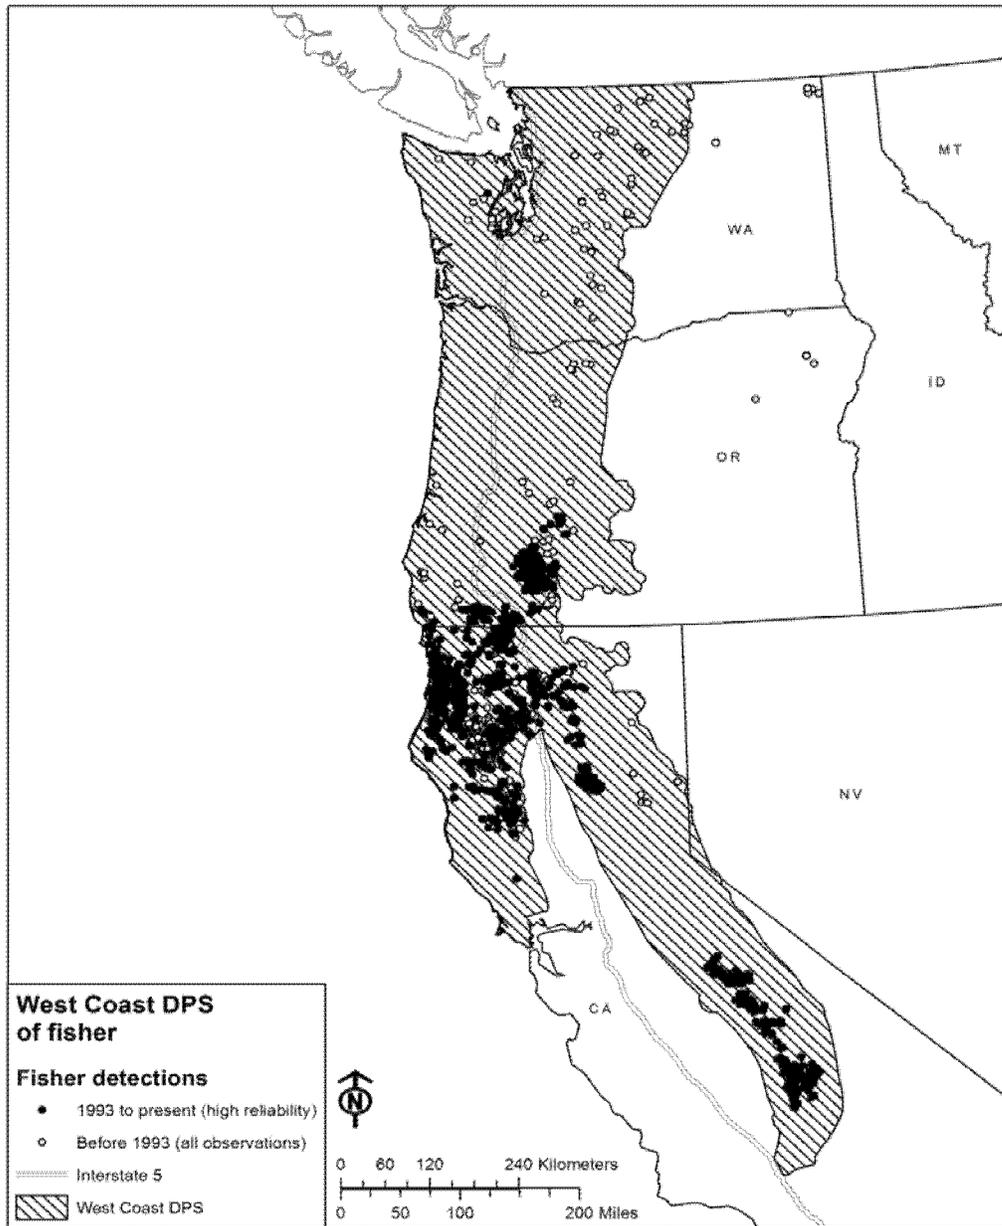 MT
WA
ID
OR
NV
CA
West Coast DPS
of fisher
Fisher detections
1993 to present (high reliability)
Before 1993 (all observations)
Interstate 5
West Coast DPS
N
0 60 120 240 Kilometers
0 50 100 200 Miles